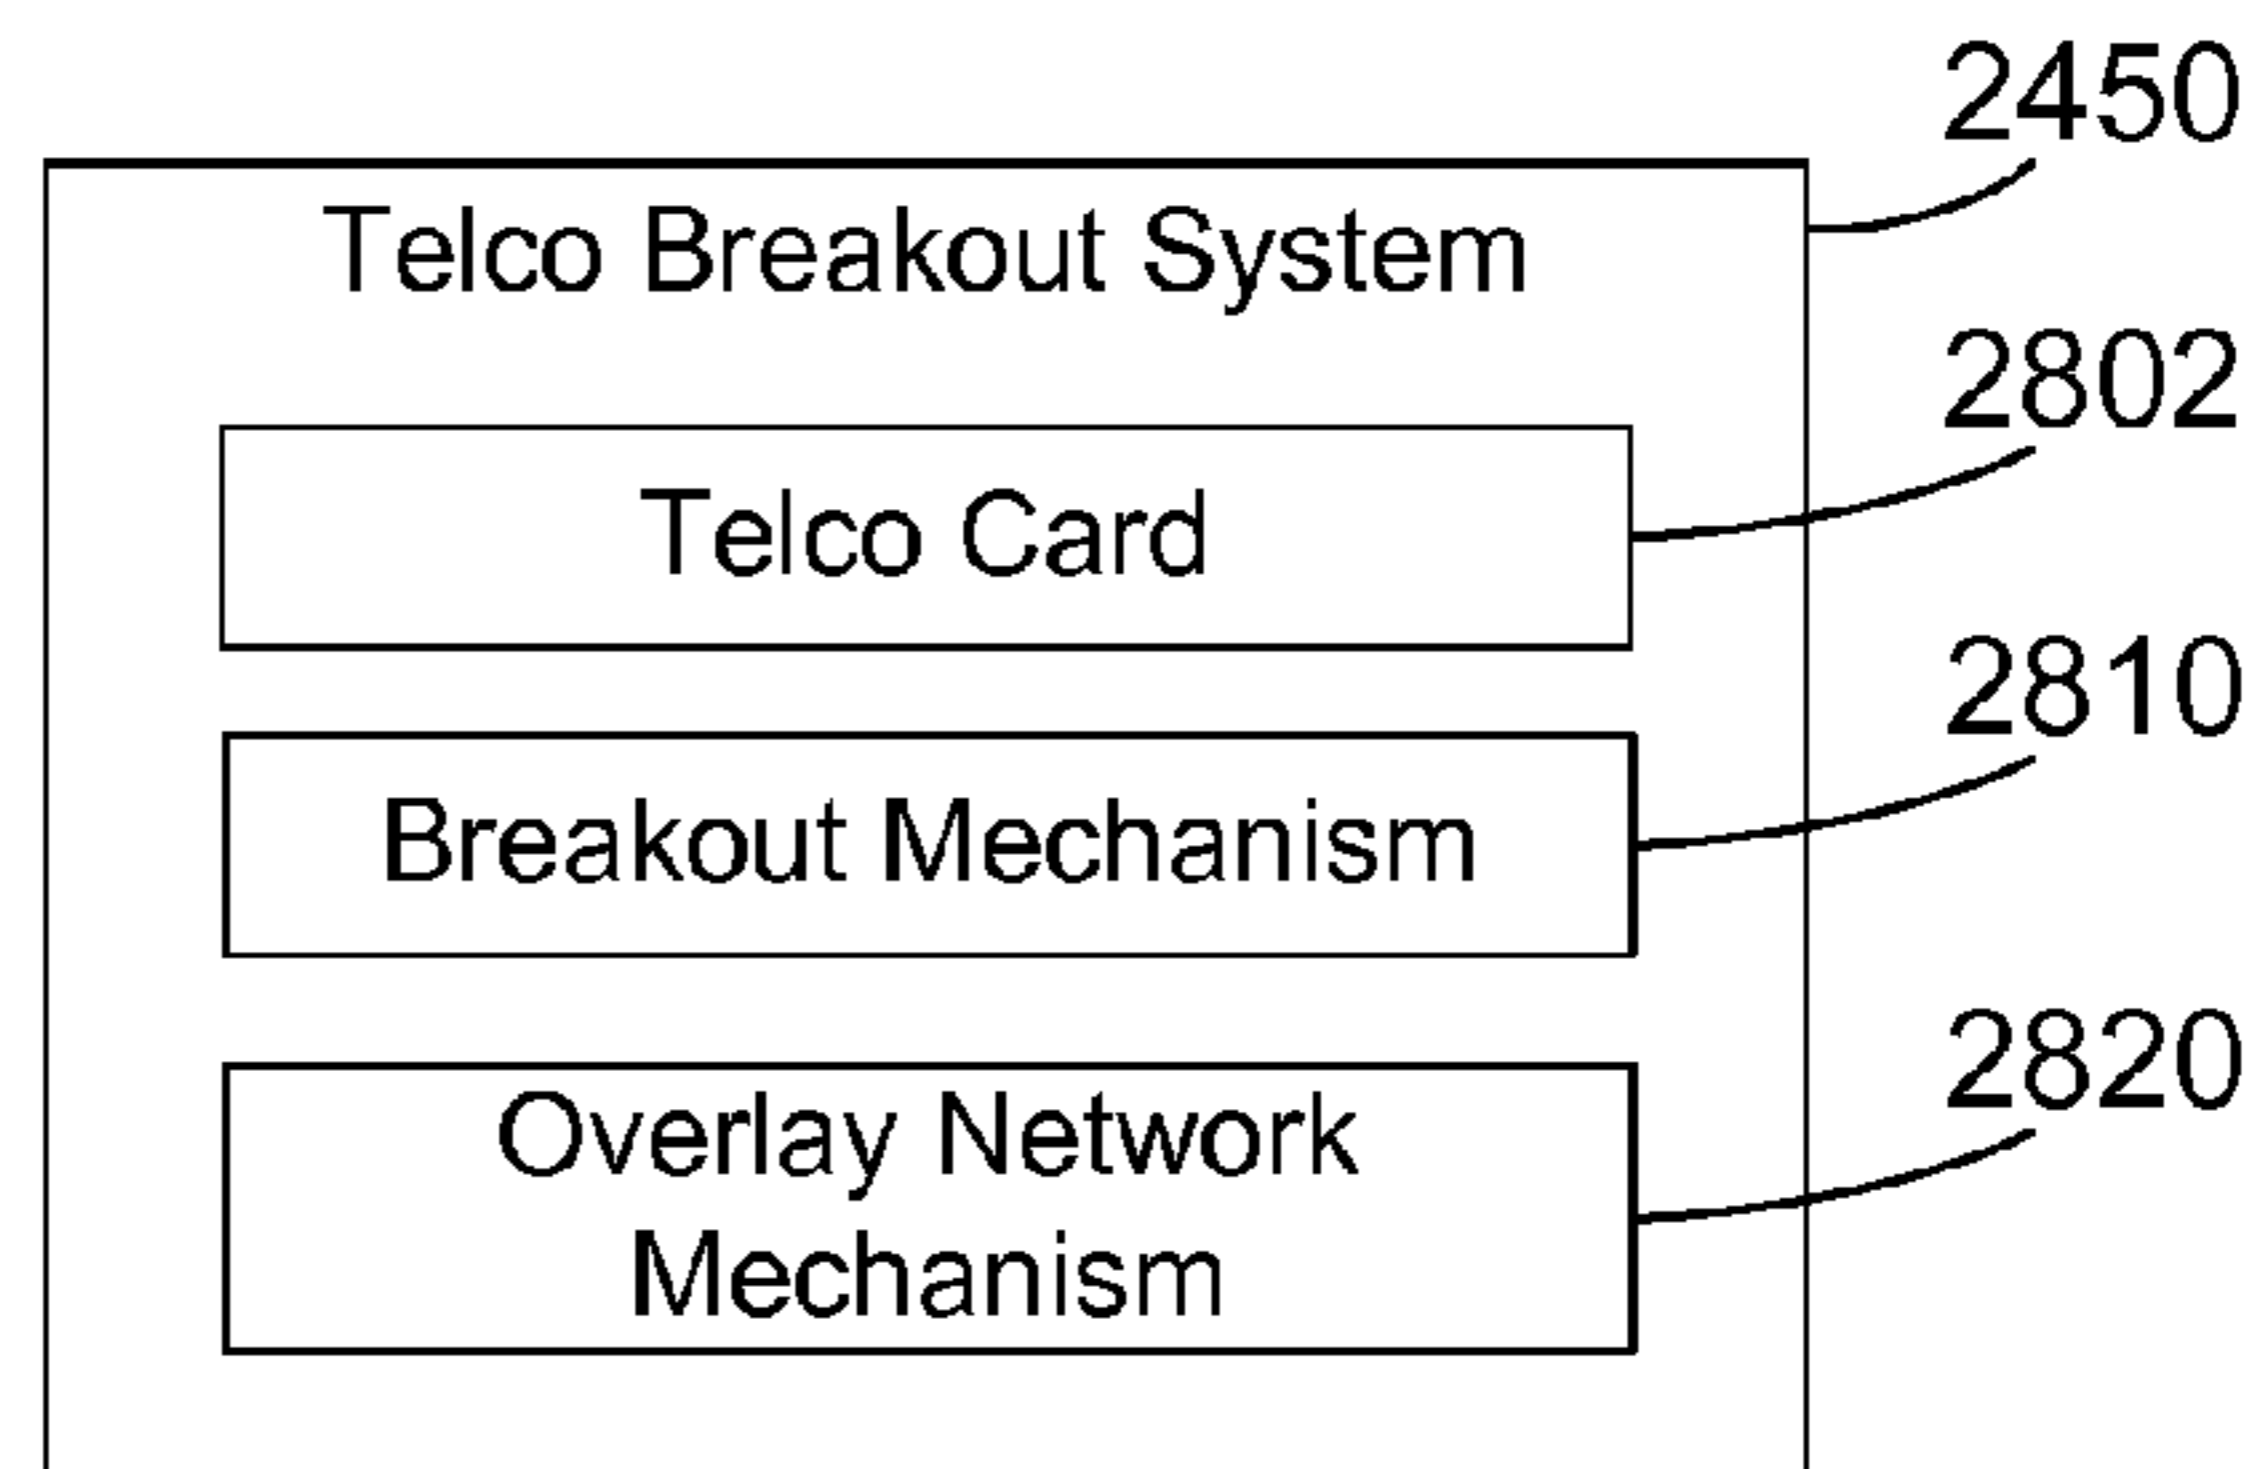 2450
Telco Breakout System
2802
Telco Card
2810
Breakout Mechanism
2820
Overlay Network
Mechanism